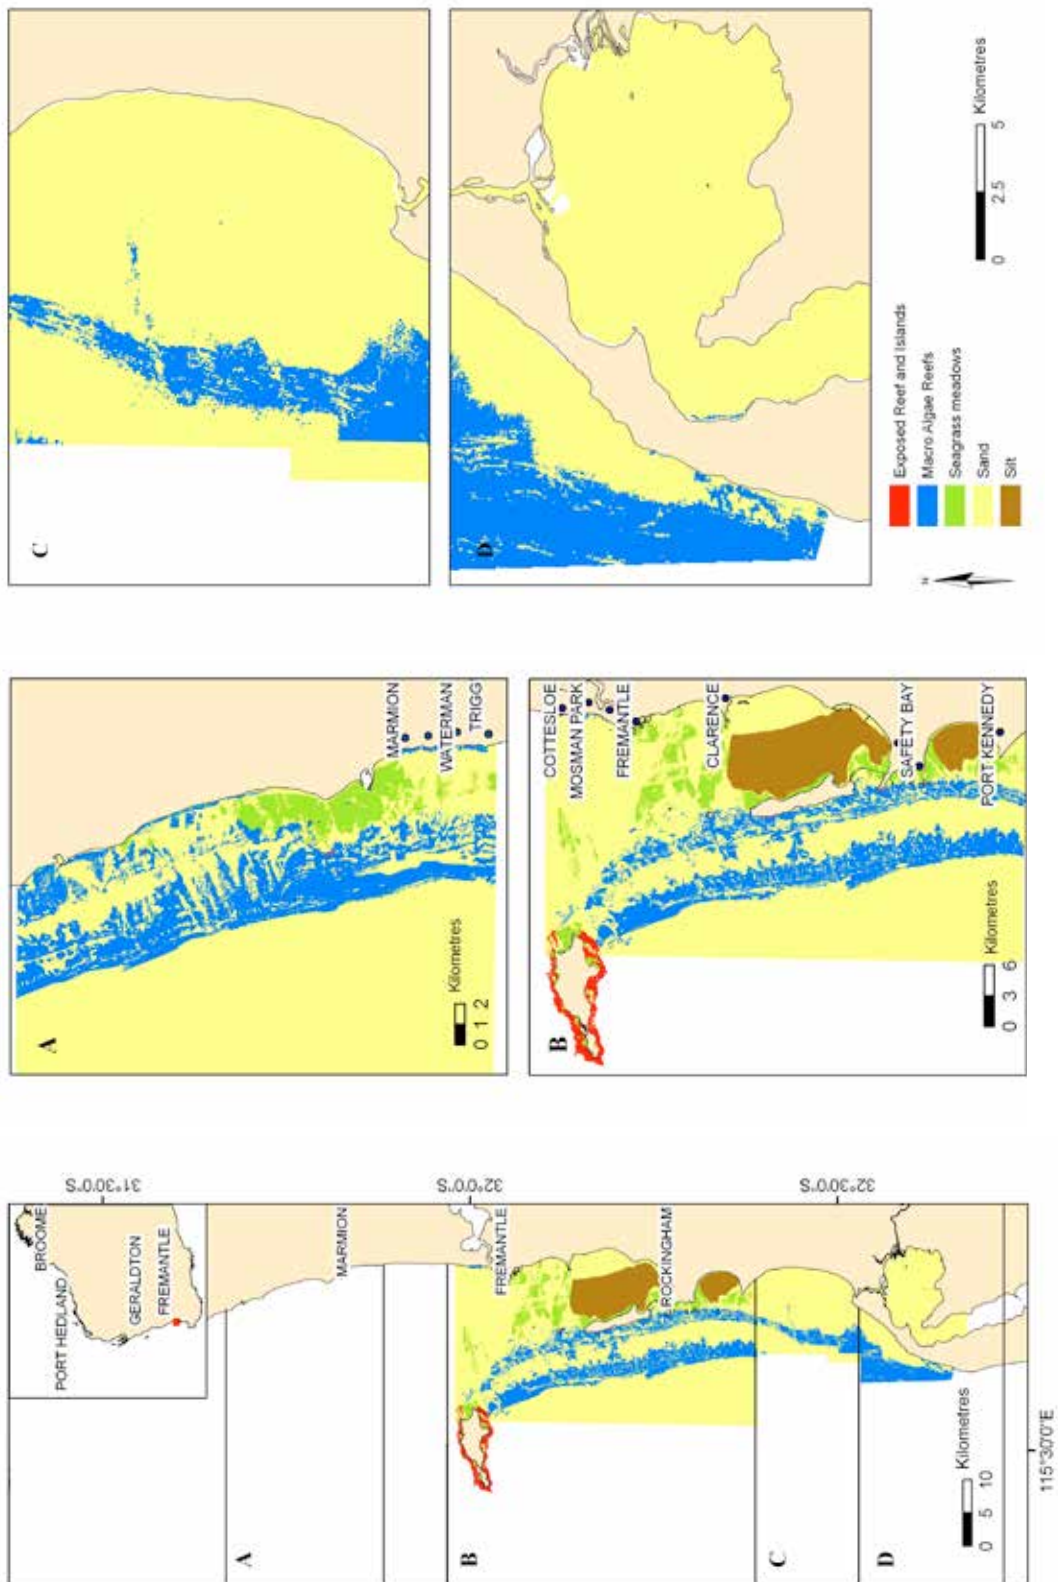 BROOME
PORT HEDLAND
GERALDTON
FREMANTLE
31°30'0"S
A
MARMION
32°0'0"S
B
FREMANTLE
ROCKINGHAM
32°30'0"S
C
D
Kilometres
0 5 10
115°30'0"E
A
MARMION
WATERMAN
TRIGG
Kilometres
0 1 2
B
COTTESLOE
MOSMAN PARK
FREMANTLE
CLARENCE
SAFETY BAY
PORT KENNEDY
Kilometres
0 3 6
C
D
N
Exposed Reef and Islands
Macro Algae Reefs
Seagrass meadows
Sand
Silt
Kilometres
0 2.5 5